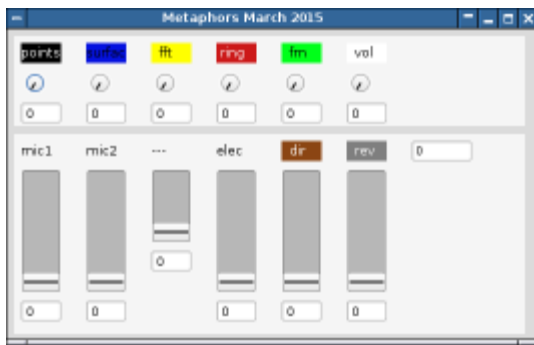 Metaphors March 2015
points surfac fft ring fm vol
0 0 0 0 0 0
mic1 mic2 --- elec dir rev 0
0
0 0 0 0 0